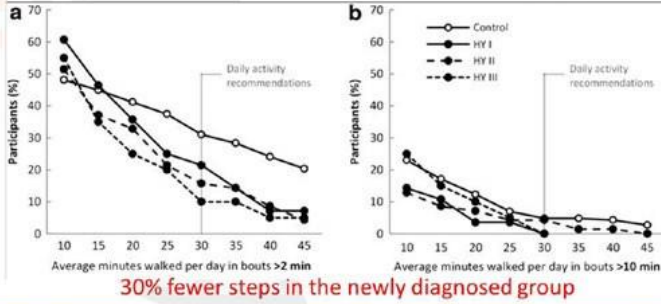 a
70
60
50
40
30
20
10
0
Participants (%)
Daily activity
recommendations
10 15 20 25 30 35 40 45
Average minutes walked per day in bouts >2 min
b
70
60
50
40
30
20
10
0
Participants (%)
Control
HY I
HY II
HY III
Daily activity
recommendations
10 15 20 25 30 35 40 45
Average minutes walked per day in bouts >10 min
30% fewer steps in the newly diagnosed group